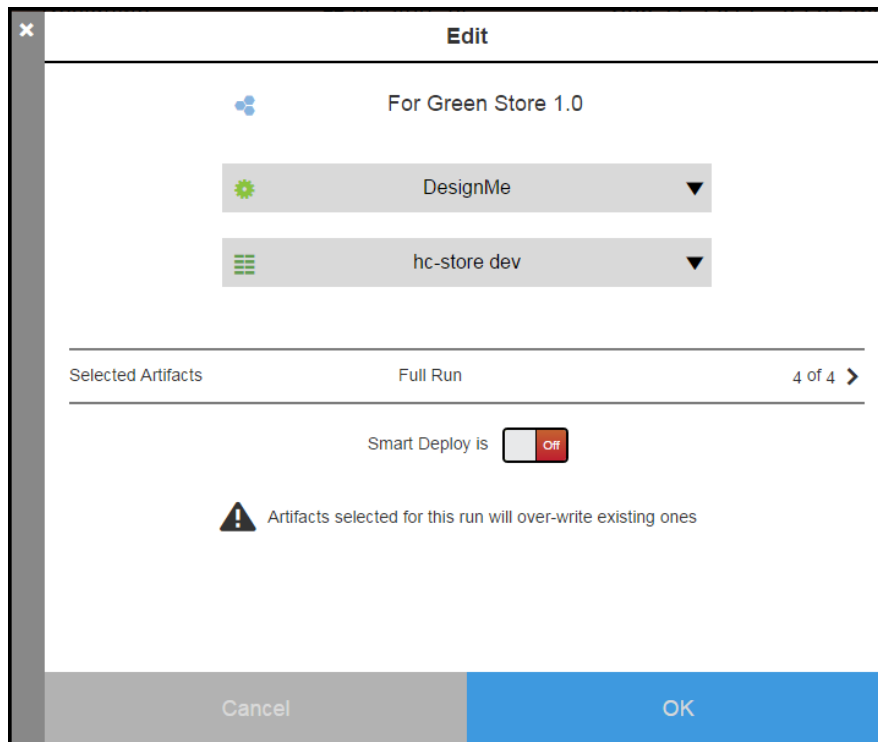 Edit
For Green Store 1.0
DesignMe
hc-store dev
Selected Artifacts Full Run 4 of 4
Smart Deploy is Off
Artifacts selected for this run will over-write existing ones
Cancel OK